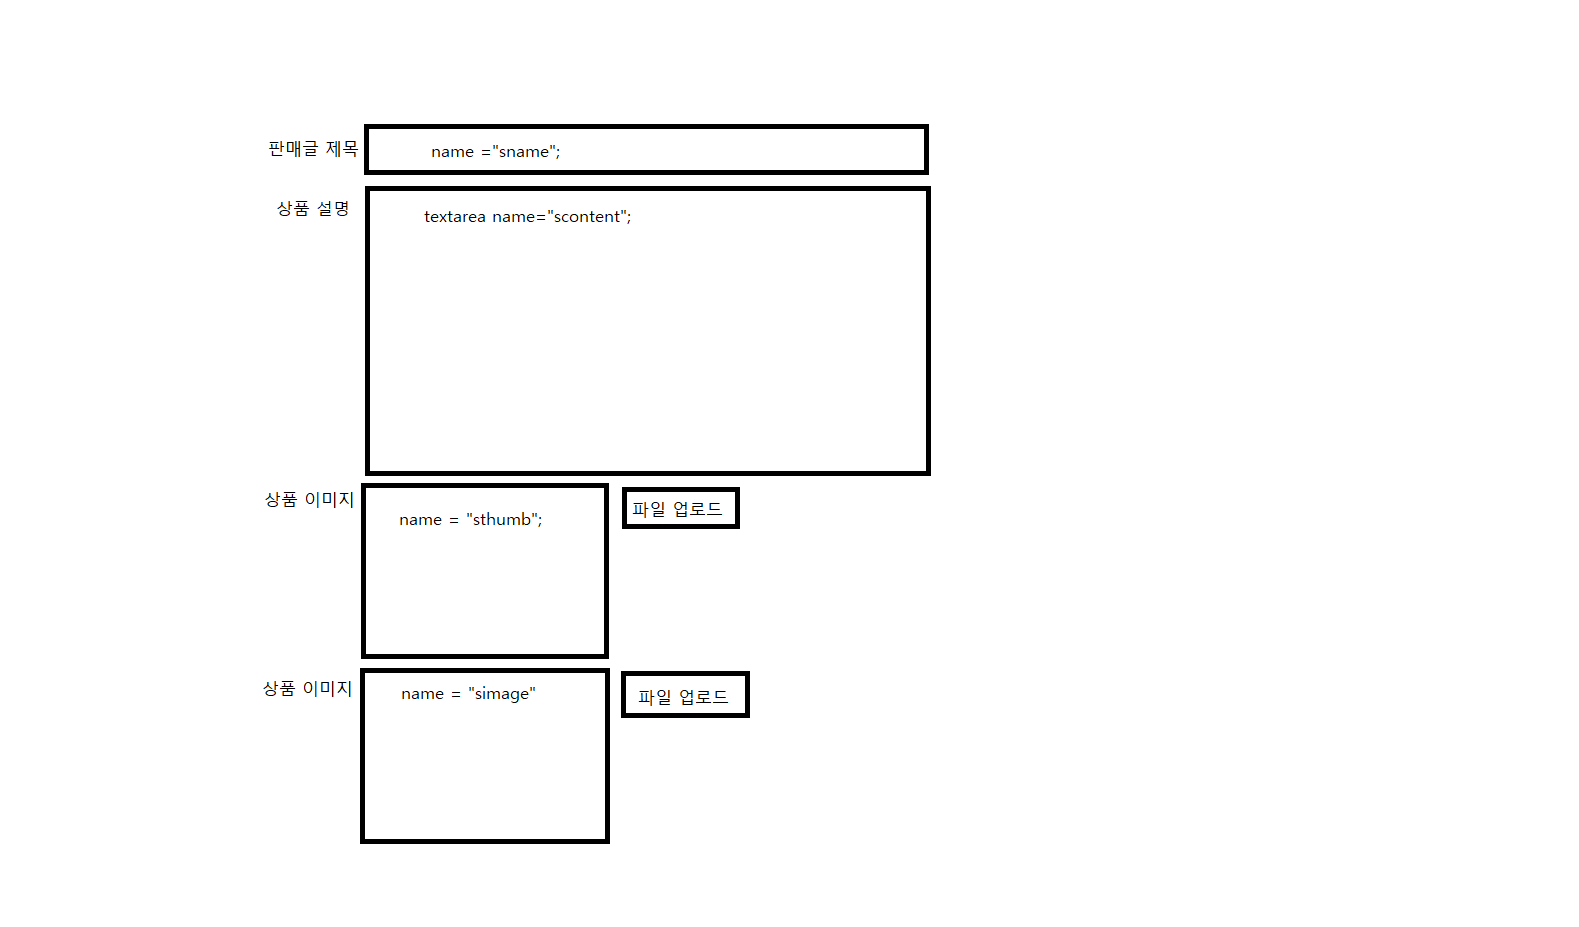 판매글 제목
name ="sname";
상품 설명
textarea name="scontent";
상품 이미지
name = "sthumb";
파일 업로드
상품 이미지
name = "simage"
파일 업로드